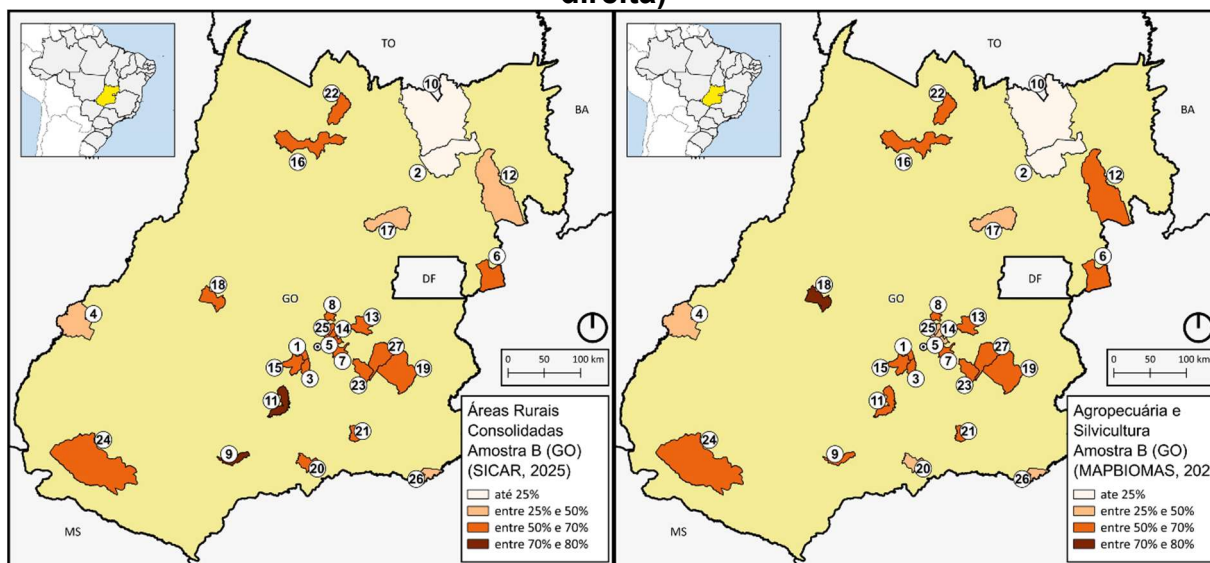 direita)
TO
BA
10
22
16
2
12
17
6
DF
18
GO
4
8
13
25
14
1
5
27
15
7
3
19
23
11
0 50 100 km
24
21
9
20
26
MS
Áreas Rurais
Consolidadas
Amostra B (GO)
(SICAR, 2025)
até 25%
entre 25% e 50%
entre 50% e 70%
entre 70% e 80%
TO
BA
10
22
16
2
12
17
6
DF
18
GO
4
8
13
25
14
1
5
27
15
7
3
19
23
11
0 50 100 km
24
21
9
20
26
MS
Agropecuária e
Silvicultura
Amostra B (GO)
(MAPBIOMAS, 202
ate 25%
entre 25% e 50%
entre 50% e 70%
entre 70% e 80%